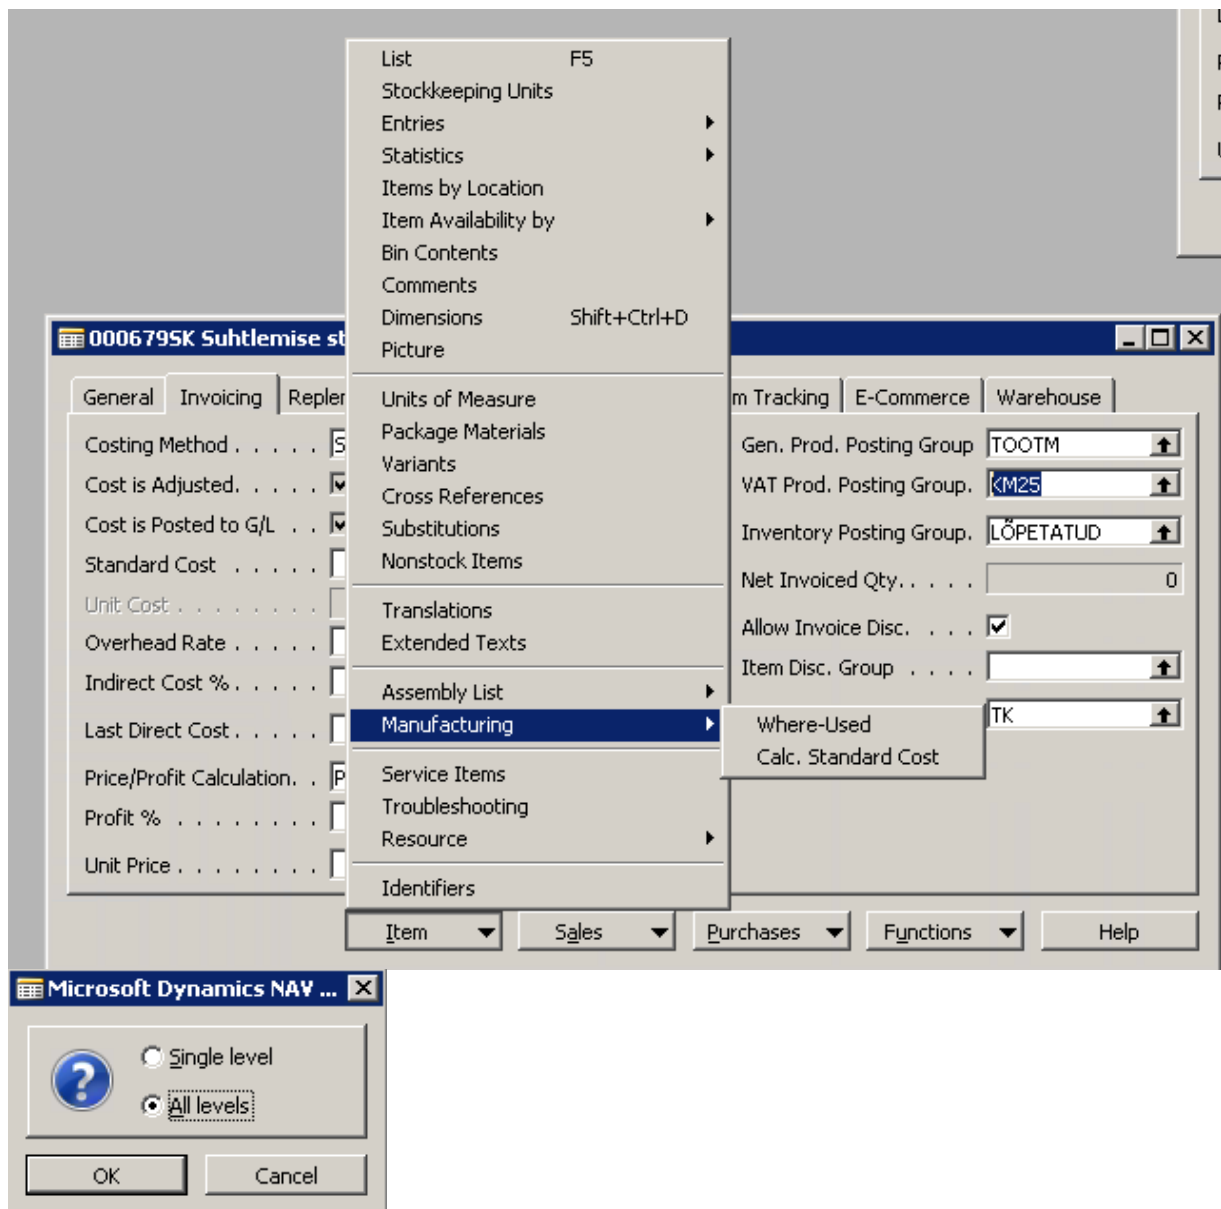 List F5
Stockkeeping Units
Entries
Statistics
Items by Location
Item Availability by
Bin Contents
Comments
Dimensions Shift+Ctrl+D
Picture
Units of Measure
Package Materials
Variants
Cross References
Substitutions
Nonstock Items
Translations
Extended Texts
Assembly List
Manufacturing
Service Items
Troubleshooting
Resource
Identifiers
Where-Used
Calc. Standard Cost
000679SK Suhtlemise st
General Invoicing Repler
m Tracking E-Commerce Warehouse
Costing Method . . . . . S
Cost is Adjusted. . . . .
Cost is Posted to G/L . .
Standard Cost . . . . .
Unit Cost . . . . . . . .
Overhead Rate . . . . .
Indirect Cost % . . . . .
Last Direct Cost . . . . .
Price/Profit Calculation. . P
Profit % . . . . . . . .
Unit Price . . . . . . . .
Gen. Prod. Posting Group TOOTM
VAT Prod. Posting Group. KM25
Inventory Posting Group. LÕPETATUD
Net Invoiced Qty. . . . . 0
Allow Invoice Disc. . . . .
Item Disc. Group . . . .
TK
Item Sales Purchases Functions Help
Microsoft Dynamics NAV ...
Single level
All levels
OK Cancel